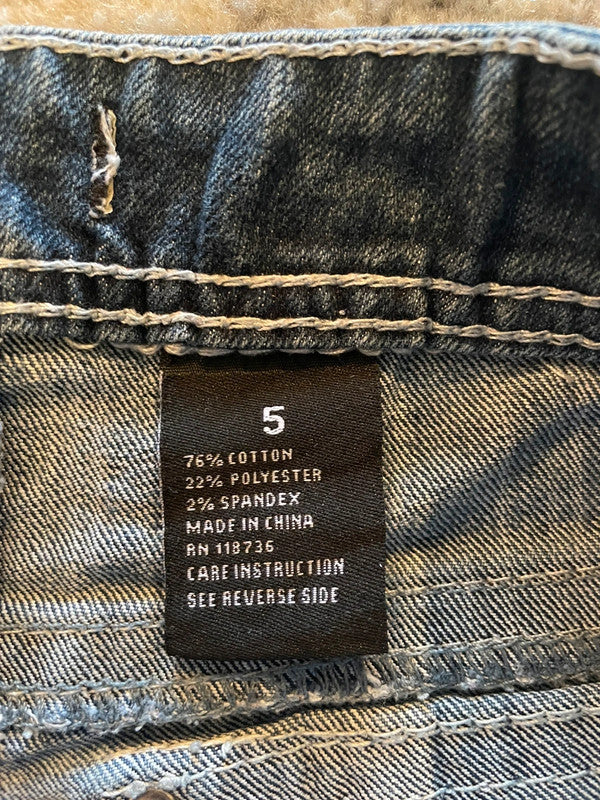 5
76% COTTON
22% POLYESTER
2% SPANDEX
MADE IN CHINA
RN 118736
CARE INSTRUCTION
SEE REVERSE SIDE